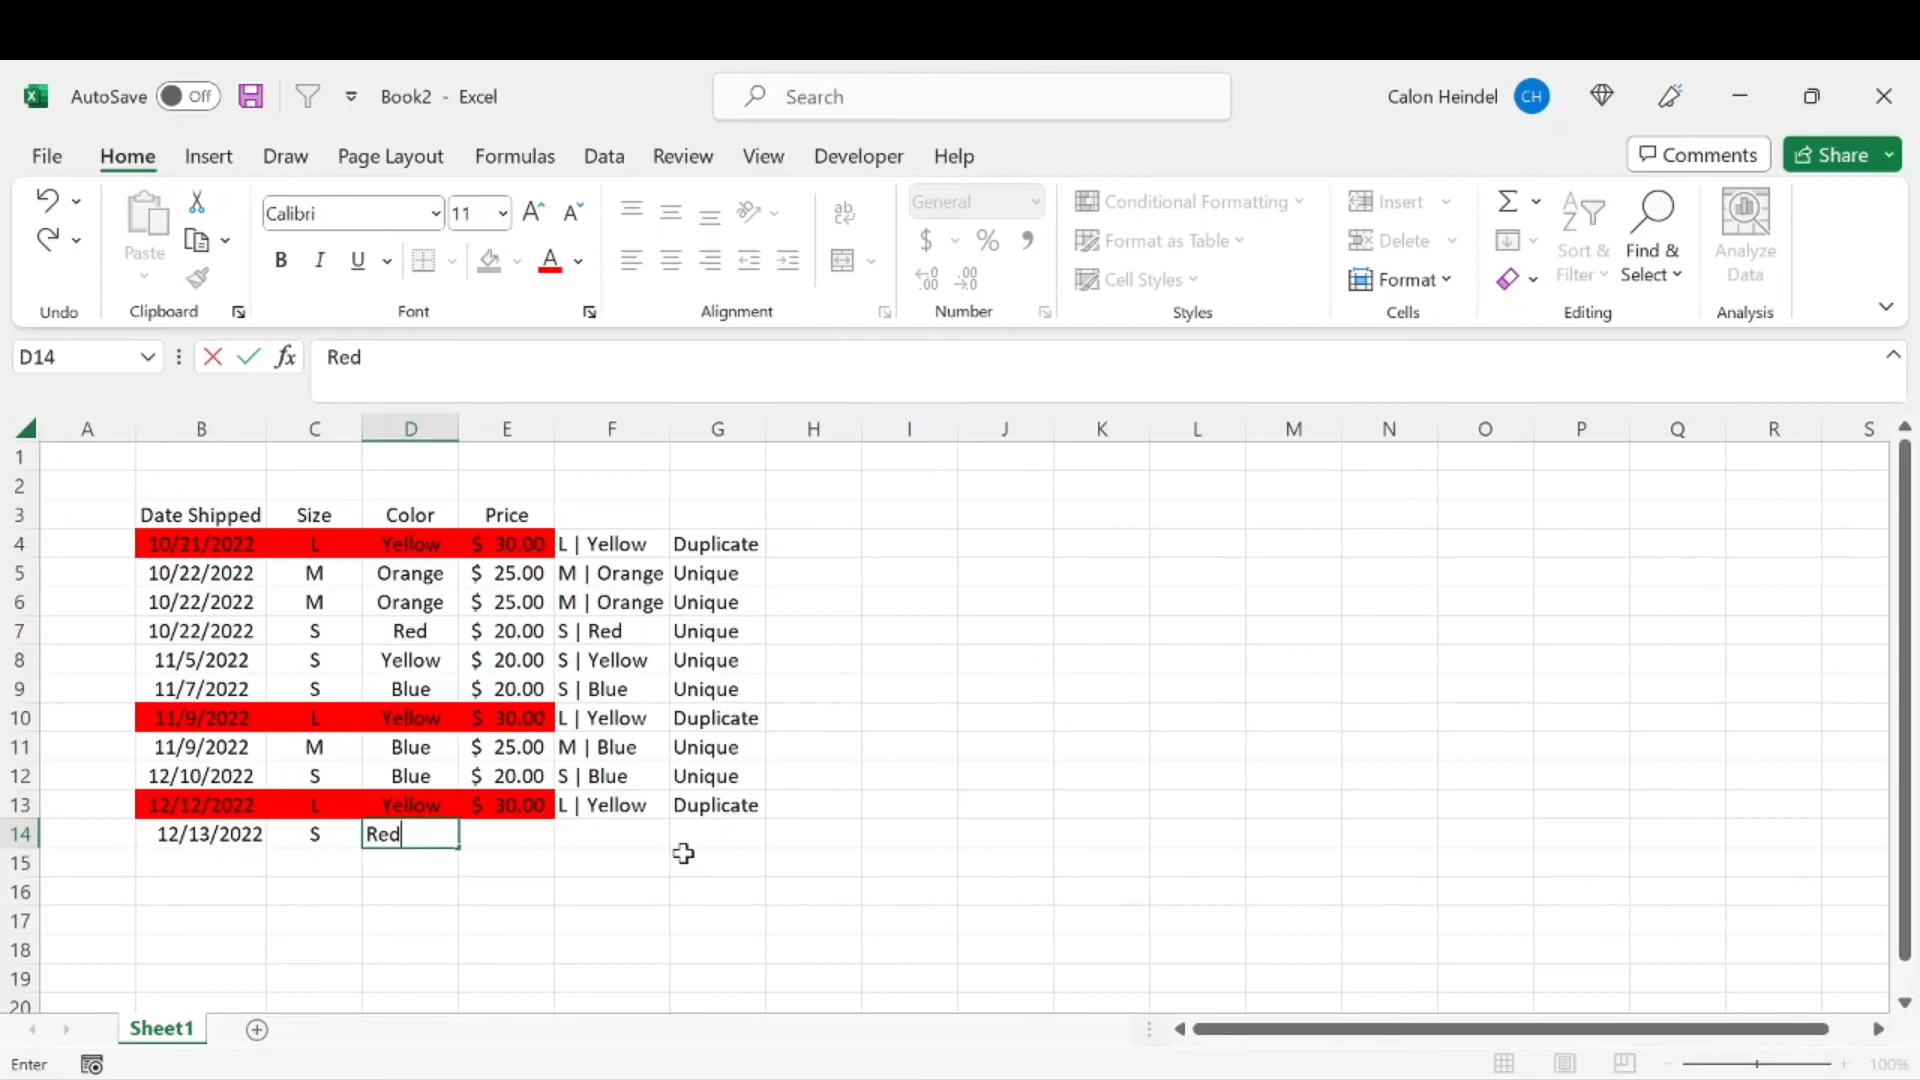 AutoSave Off Book2 - Excel Search Calon Heindel CH
File Home Insert Draw Page Layout Formulas Data Review View Developer Help Comments Share
Paste Calibri 11 A A General Conditional Formatting Insert Σ A Z Sort & Filter Find & Select Analyze Data
B I U A $ % 9 Format as Table Delete
ab c .00 .00 Cell Styles Format
Undo Clipboard Font Alignment Number Styles Cells Editing Analysis
D14 fx Red
A B C D E F G H I J K L M N O P Q R S
1
2
3 Date Shipped Size Color Price
4 10/21/2022 L Yellow $ 30.00 L | Yellow Duplicate
5 10/22/2022 M Orange $ 25.00 M | Orange Unique
6 10/22/2022 M Orange $ 25.00 M | Orange Unique
7 10/22/2022 S Red $ 20.00 S | Red Unique
8 11/5/2022 S Yellow $ 20.00 S | Yellow Unique
9 11/7/2022 S Blue $ 20.00 S | Blue Unique
10 11/9/2022 L Yellow $ 30.00 L | Yellow Duplicate
11 11/9/2022 M Blue $ 25.00 M | Blue Unique
12 12/10/2022 S Blue $ 20.00 S | Blue Unique
13 12/12/2022 L Yellow $ 30.00 L | Yellow Duplicate
14 12/13/2022 S Red
15
16
17
18
19
20
Sheet1
Enter 100%